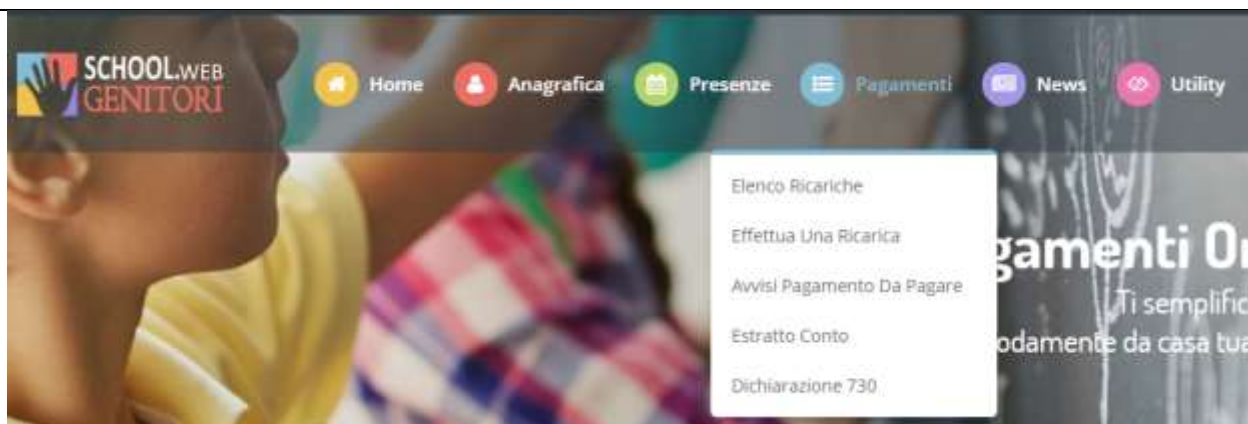 SCHOOL.WEB
GENITORI
Home
Anagrafica
Presenze
Pagamenti
News
Utility
Elenco Ricariche
Effettua Una Ricarica
Avvisi Pagamento Da Pagare
Estratto Conto
Dichiarazione 730
gamenti On
Ti semplific
odamente da casa tua